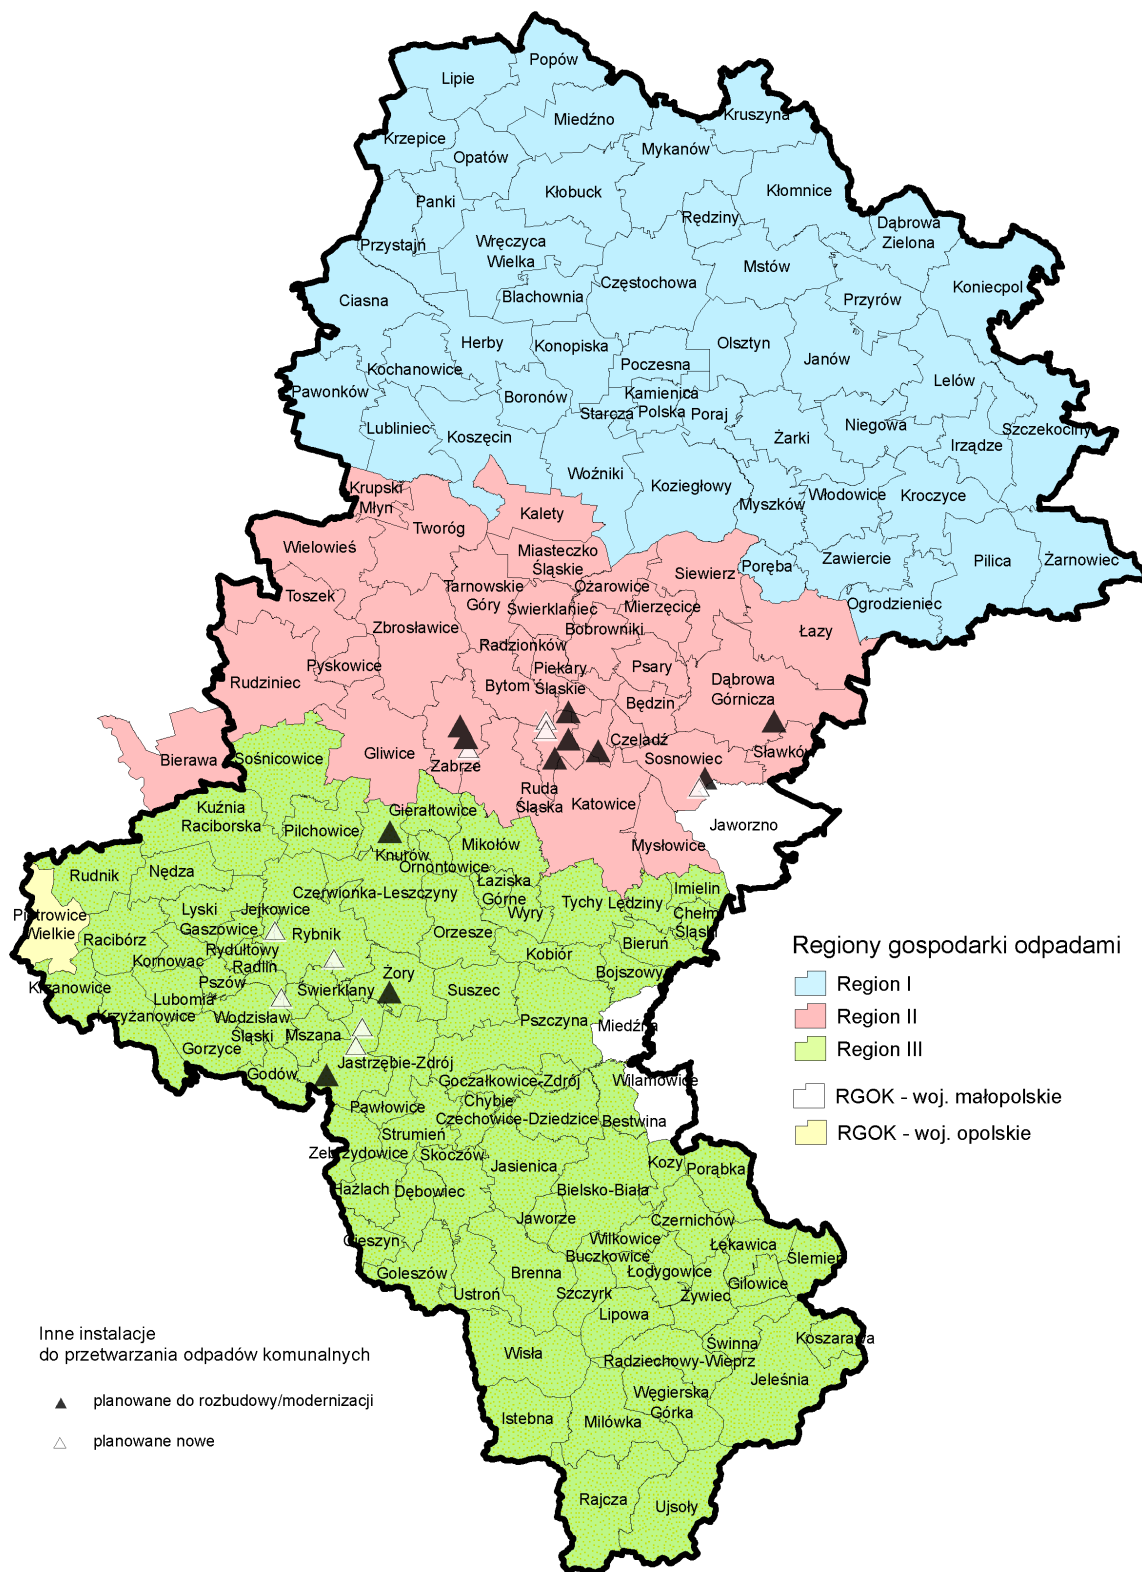 Popów
Lipie
Kruszyna
Miedźno
Krzepice
Mykanów
Opatów
Kłobuck
Kłomnice
Panki
Rędziny
Dąbrowa
Zielona
Przystajń
Wręczyca
Wielka
Mstów
Częstochowa
Koniecpol
Ciasna
Blachownia
Przyrów
Herby
Konopiska
Olsztyn
Janów
Kochanowice
Poczesna
Lelów
Pawonków
Boronów
Kamienica
Polska
Starcza
Poraj
Niegowa
Szczekociny
Lubliniec
Koszęcin
Żarki
Irządze
Woźniki
Koziegłowy
Myszków
Włodowice
Kroczyce
Krupski
Młyn
Tworóg
Kalety
Wielowieś
Miasteczko
Śląskie
Siewierz
Poręba
Zawiercie
Pilica
Żarnowiec
Toszek
Tarnowskie
Góry
Ożarowice
Świerklaniec
Mierzęcice
Ogrodzieniec
Zbrosławice
Bobrowniki
Łazy
Radzionków
Pyskowice
Piekary
Śląskie
Psary
Rudziniec
Bytom
Dąbrowa
Górnicza
Będzin
Bierawa
Sośnicowice
Gliwice
Zabrze
Czeladź
Sosnowiec
Sławków
Ruda
Śląska
Katowice
Kuźnia
Raciborska
Pilchowice
Gierałtowice
Jaworzno
Mikołów
Mysłowice
Knurów
Ornontowice
Rudnik
Nędza
Czerwionka-Leszczyny
Łaziska
Górne
Imielin
Piotrowice
Wielkie
Lyski
Jejkowice
Wyry
Tychy
Lędziny
Chełm
Śląski
Gaszowice
Rybnik
Orzesze
Racibórz
Rydułtowy
Kobiór
Bieruń
Kornowac
Radlin
Żory
Bojszowy
Krzanowice
Pszów
Świerklany
Suszec
Lubomia
Krzyżanowice
Wodzisław
Śląski
Mszana
Pszczyna
Miedźna
Gorzyce
Jastrzębie-Zdrój
Godów
Goczałkowice-Zdrój
Wilamowice
Pawłowice
Chybie
Czechowice-Dziedzice
Bestwina
Strumień
Zebrzydowice
Skoczów
Jasienica
Kozy
Porąbka
Hażlach
Dębowiec
Bielsko-Biała
Jaworze
Czernichów
Cieszyn
Wilkowice
Łękawica
Ślemień
Buczkowice
Goleszów
Brenna
Łodygowice
Gilowice
Ustroń
Szczyrk
Żywiec
Lipowa
Koszarawa
Wisła
Świnna
Radziechowy-Wieprz
Jeleśnia
Węgierska
Górka
Istebna
Milówka
Rajcza
Ujsoły
Regiony gospodarki odpadami
Region I
Region II
Region III
RGOK - woj. małopolskie
RGOK - woj. opolskie
Inne instalacje
do przetwarzania odpadów komunalnych
planowane do rozbudowy/modernizacji
planowane nowe